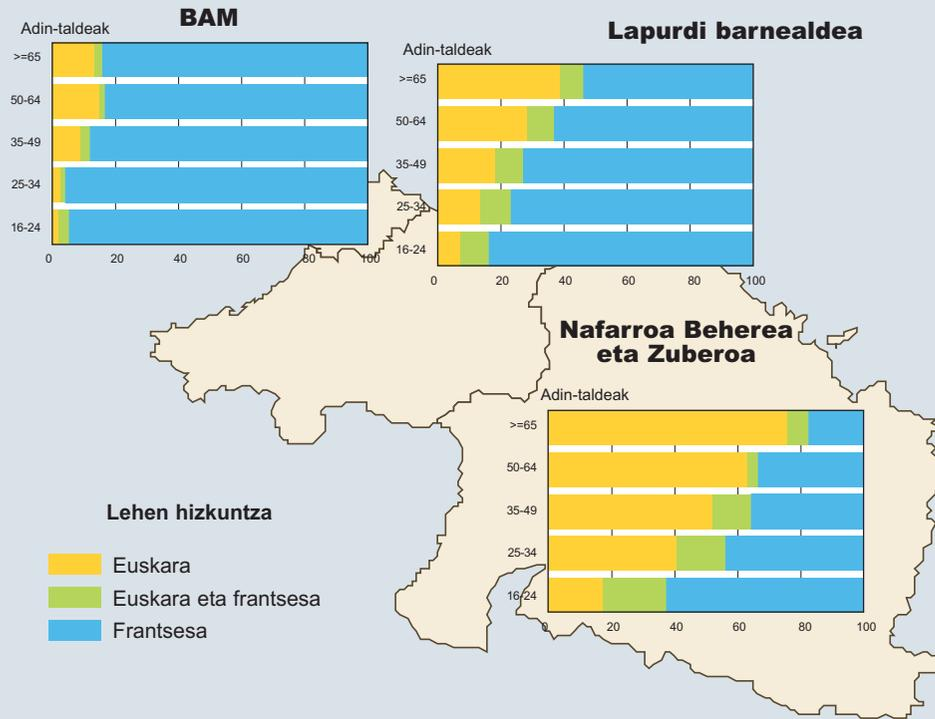 BAM
Adin-taldeak
>=65
50-64
35-49
25-34
16-24
0 20 40 60 80 100
Lapurdi barnealdea
Adin-taldeak
>=65
50-64
35-49
25-34
16-24
0 20 40 60 80 100
Nafarroa Beherea
eta Zuberoa
Adin-taldeak
>=65
50-64
35-49
25-34
16-24
0 20 40 60 80 100
Lehen hizkuntza
Euskara
Euskara eta frantsesa
Frantsesa